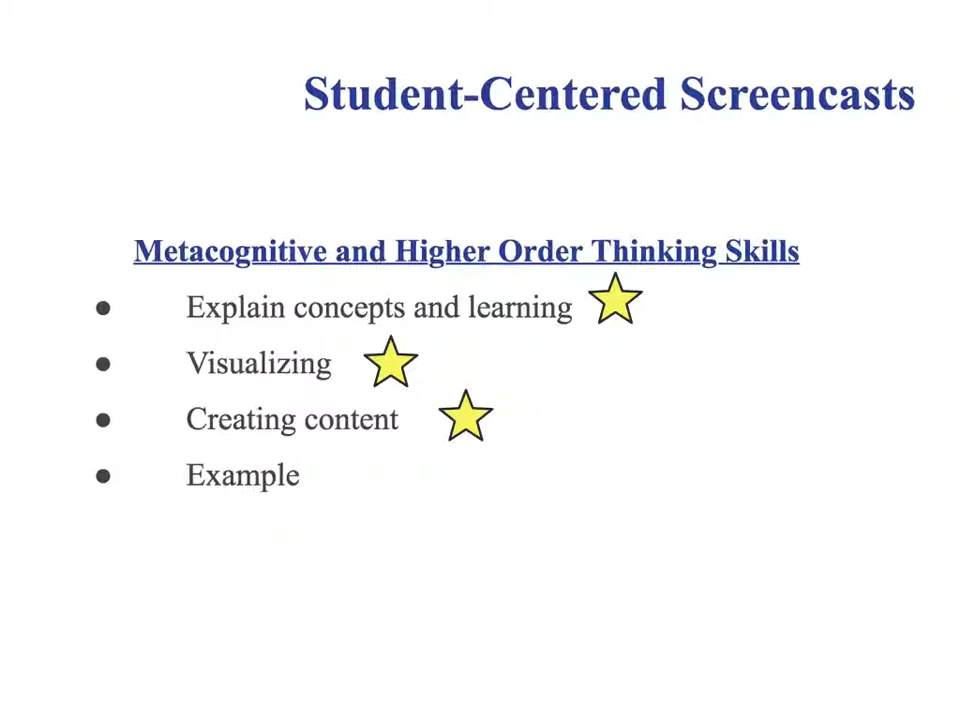 Student-Centered Screencasts
Metacognitive and Higher Order Thinking Skills
● Explain concepts and learning
● Visualizing
● Creating content
● Example